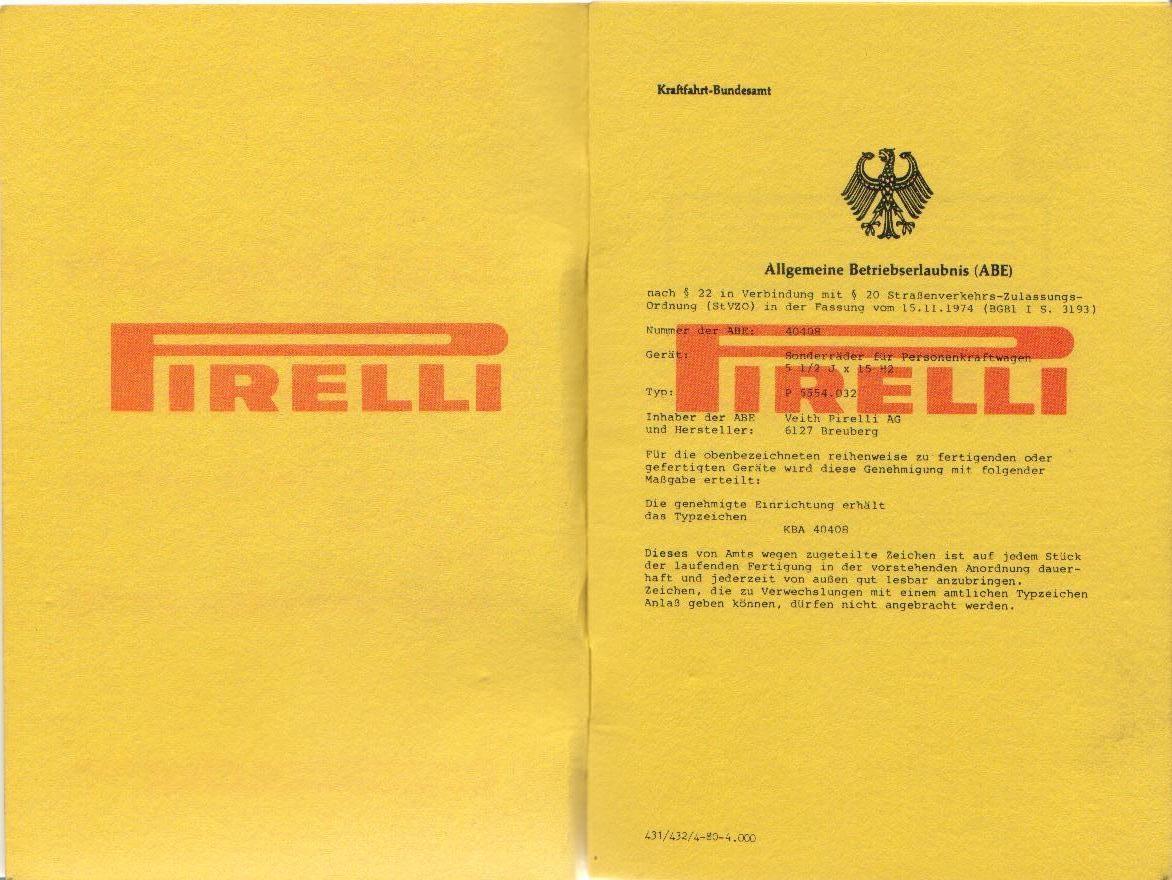 PIRELLI
Kraftfahrt-Bundesamt
Allgemeine Betriebserlaubnis (ABE)
nach § 22 in Verbindung mit § 20 Straßenverkehrs-Zulassungs-
Ordnung (StVZO) in der Fassung vom 15.11.1974 (BGBl I S. 3193)
Nummer der ABE: 40408
Gerät: Sonderräder für Personenkraftwagen
5 1/2 J x 15 H2
PIRELLI
Typ: P 5554.032
Inhaber der ABE Veith Pirelli AG
und Hersteller: 6127 Breuberg
Für die obenbezeichneten reihenweise zu fertigenden oder
gefertigten Geräte wird diese Genehmigung mit folgender
Maßgabe erteilt:
Die genehmigte Einrichtung erhält
das Typzeichen
KBA 40408
Dieses von Amts wegen zugeteilte Zeichen ist auf jedem Stück
der laufenden Fertigung in der vorstehenden Anordnung dauer-
haft und jederzeit von außen gut lesbar anzubringen.
Zeichen, die zu Verwechslungen mit einem amtlichen Typzeichen
Anlaß geben können, dürfen nicht angebracht werden.
431/432/4-80-4.000